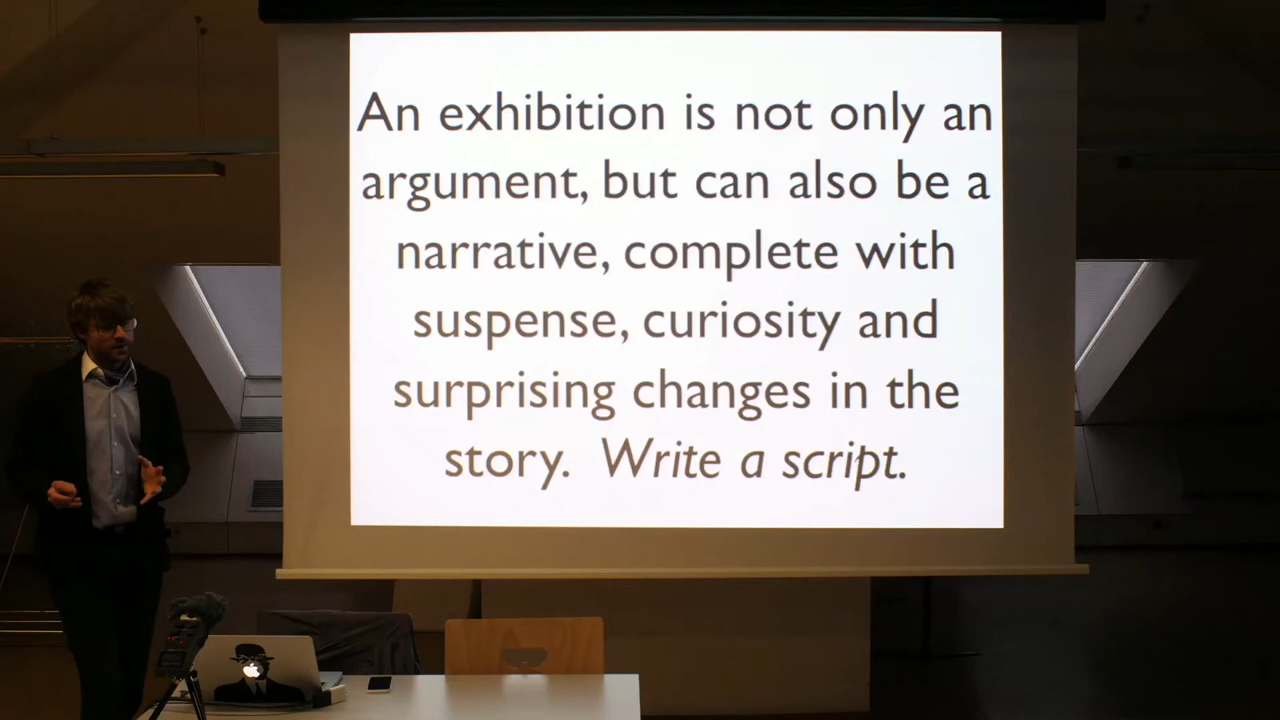 An exhibition is not only an
argument, but can also be a
narrative, complete with
suspense, curiosity and
surprising changes in the
story. Write a script.